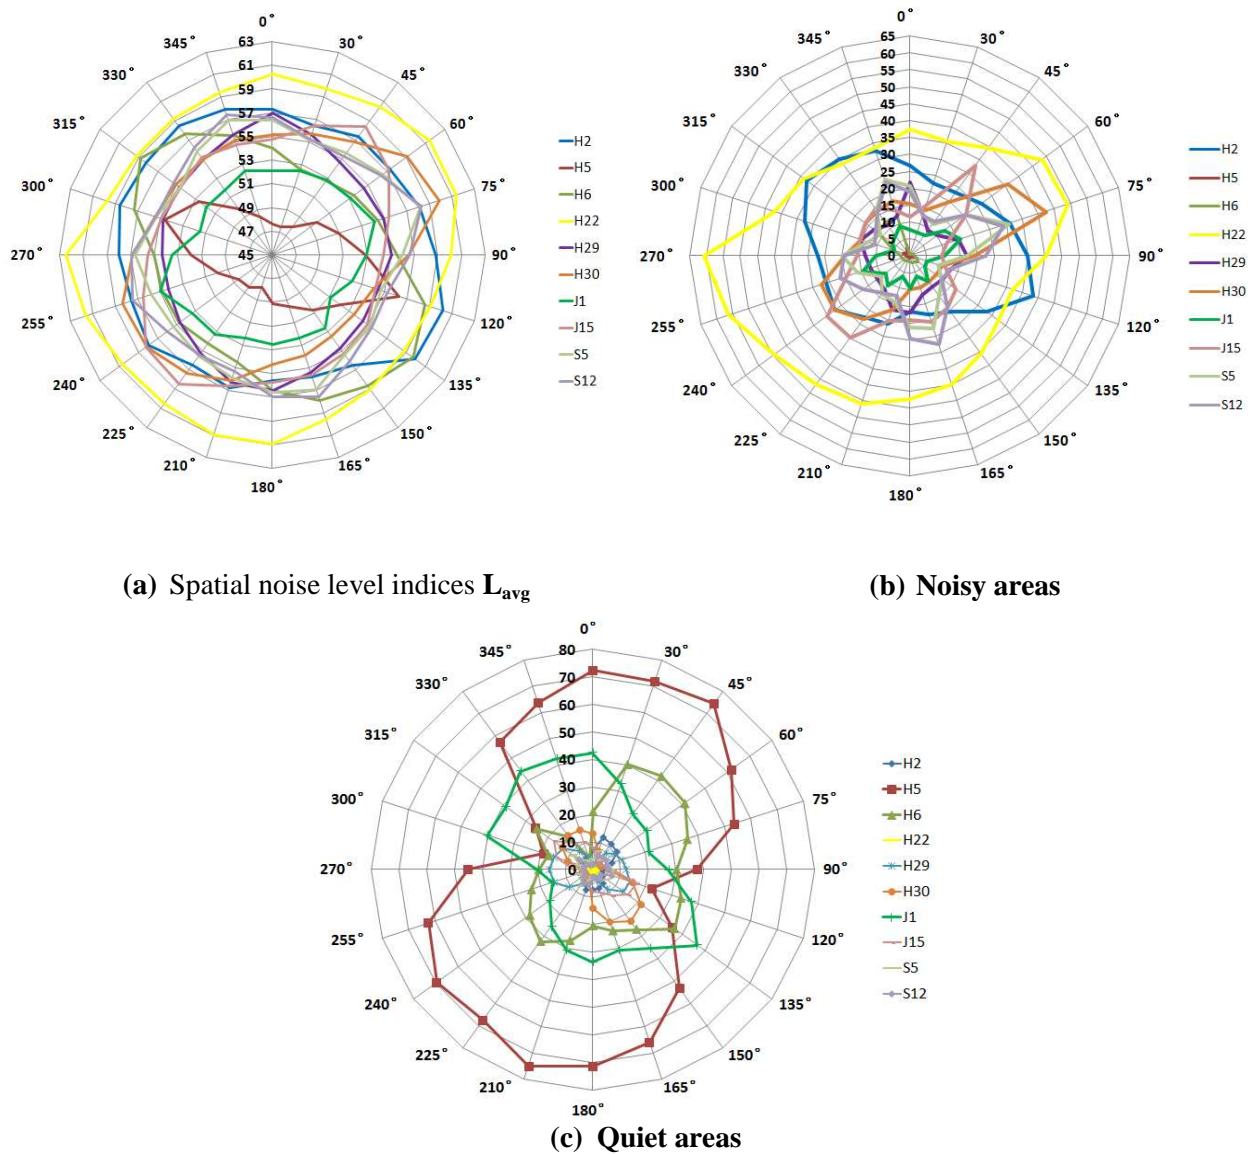 0°
30°
45°
60°
75°
90°
120°
135°
150°
165°
180°
210°
225°
240°
255°
270°
300°
315°
330°
345°
63
61
59
57
55
53
51
49
47
45
H2
H5
H6
H22
H29
H30
J1
J15
S5
S12
(a) Spatial noise level indices Lavg
0°
30°
45°
60°
75°
90°
120°
135°
150°
165°
180°
210°
225°
240°
255°
270°
300°
315°
330°
345°
65
60
55
50
45
40
35
30
25
20
15
10
5
0
H2
H5
H6
H22
H29
H30
J1
J15
S5
S12
(b) Noisy areas
0°
30°
45°
60°
75°
90°
120°
135°
150°
165°
180°
210°
225°
240°
255°
270°
300°
315°
330°
345°
80
70
60
50
40
30
20
10
0
H2
H5
H6
H22
H29
H30
J1
J15
S5
S12
(c) Quiet areas